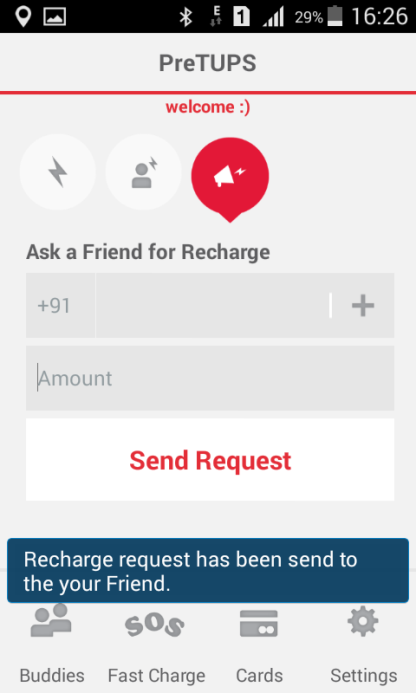 E 1 29% 16:26
PreTUPS
welcome :)
Ask a Friend for Recharge
+91 +
Amount
Send Request
Recharge request has been send to
the your Friend.
sos
Buddies Fast Charge Cards Settings